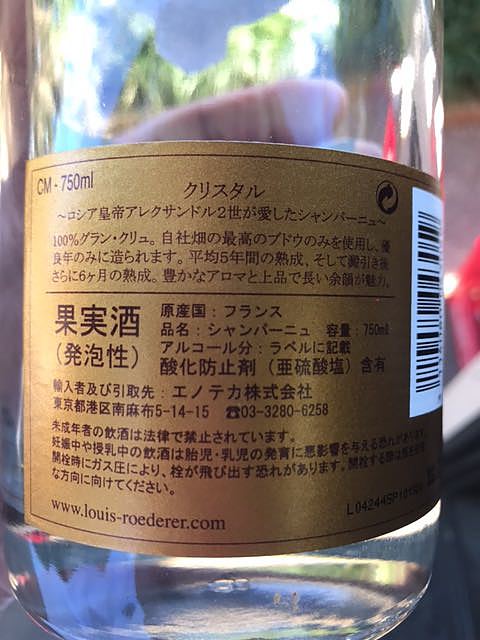 CM - 750ml
クリスタル
～ロシア皇帝アレクサンドル2世が愛したシャンパーニュ～
100%グラン・クリュ。自社畑の最高のブドウのみを使用し、優
良年のみに造られます。平均5年間の熟成、そして澱引き後
さらに6ヶ月の熟成。豊かなアロマと上品で長い余韻が魅力。
果実酒
(発泡性)
原産国：フランス
品名：シャンパーニュ 容量：750ml
アルコール分：ラベルに記載
酸化防止剤（亜硫酸塩）含有
輸入者及び引取先：エノテカ株式会社
東京都港区南麻布5-14-15 ☎03-3280-6258
未成年者の飲酒は法律で禁止されています。
妊娠中や授乳中の飲酒は胎児・乳児の発育に悪影響を与える恐れがあります。
開栓時にガス圧により、栓が飛び出す恐れがあります。開栓する際は
な方向に向けてください。
www.louis-roederer.com